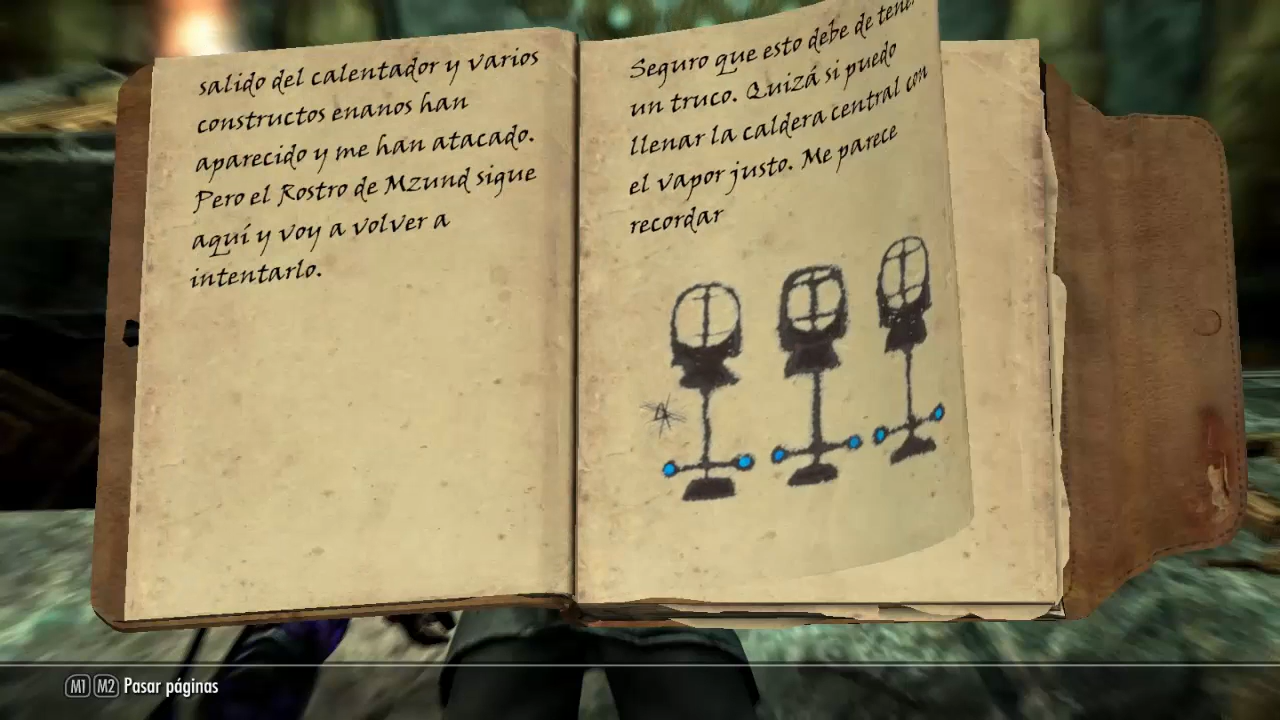 salido del calentador y varios
constructos enanos han
aparecido y me han atacado.
Pero el Rostro de Mzund sigue
aquí y voy a volver a
intentarlo.
Seguro que esto debe de tener
un truco. Quizá si puedo
llenar la caldera central con
el vapor justo. Me parece
recordar
M1 M2 Pasar páginas